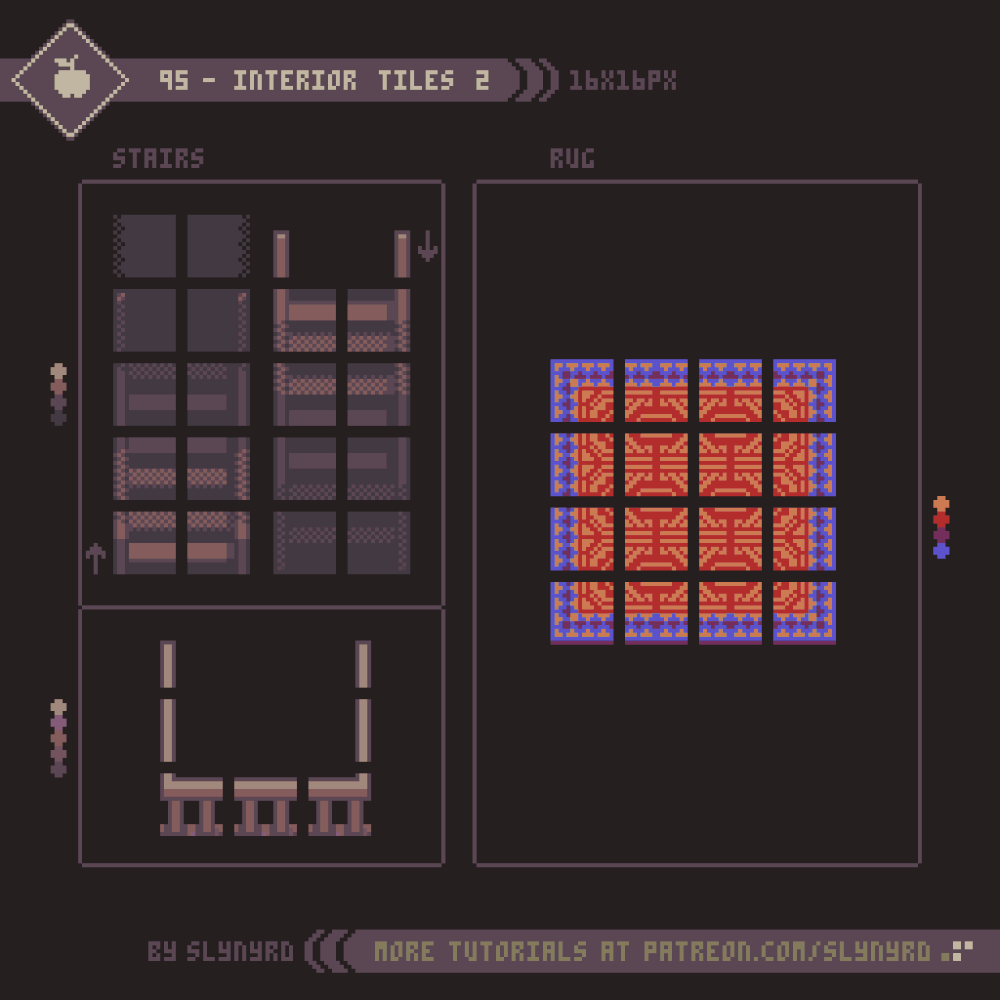 95 - INTERIOR TILES 2
16X16PX
STAIRS
RUG
BY SLYNYRD
MORE TUTORIALS AT PATREON.COM/SLYNYRD